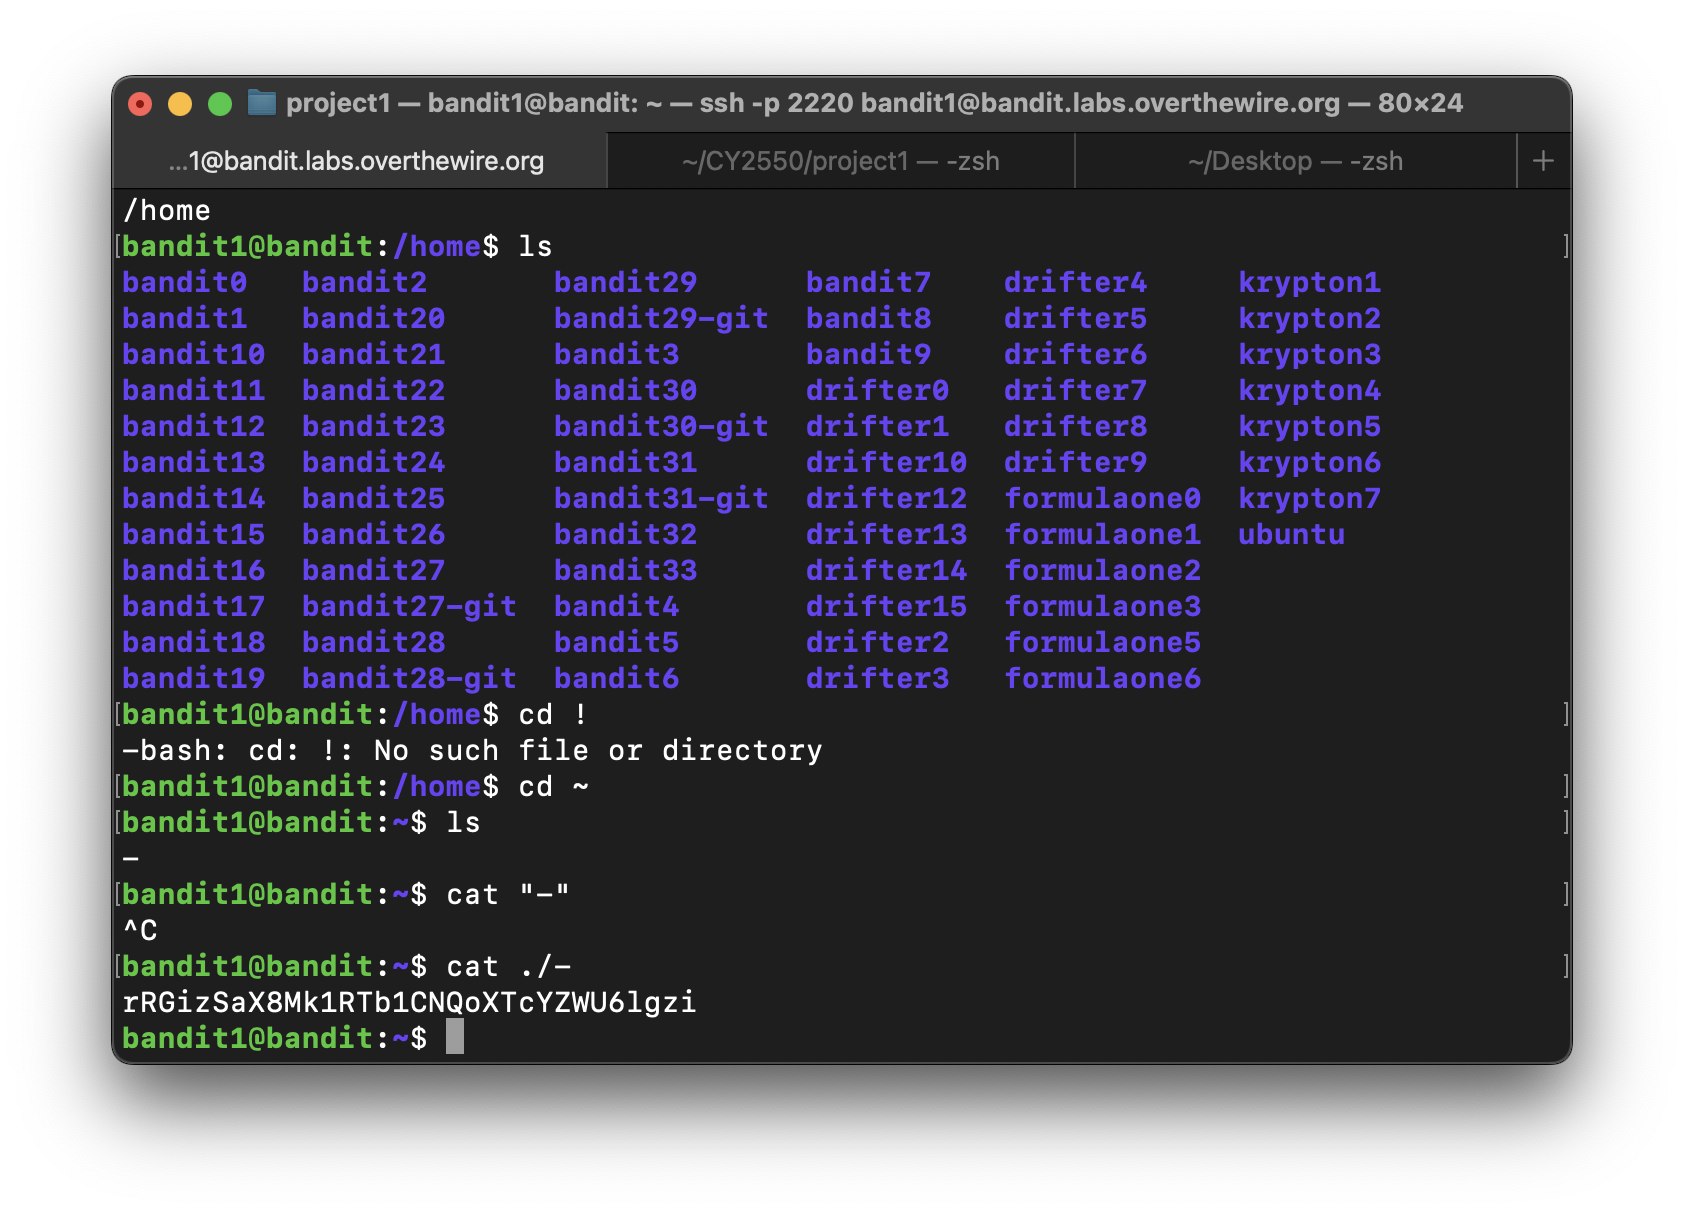 project1 — bandit1@bandit: ~ — ssh -p 2220 bandit1@bandit.labs.overthewire.org — 80×24
...1@bandit.labs.overthewire.org ~/CY2550/project1 — -zsh ~/Desktop — -zsh +
/home
[bandit1@bandit:/home$ ls ]
bandit0 bandit2 bandit29 bandit7 drifter4 krypton1
bandit1 bandit20 bandit29-git bandit8 drifter5 krypton2
bandit10 bandit21 bandit3 bandit9 drifter6 krypton3
bandit11 bandit22 bandit30 drifter0 drifter7 krypton4
bandit12 bandit23 bandit30-git drifter1 drifter8 krypton5
bandit13 bandit24 bandit31 drifter10 drifter9 krypton6
bandit14 bandit25 bandit31-git drifter12 formulaone0 krypton7
bandit15 bandit26 bandit32 drifter13 formulaone1 ubuntu
bandit16 bandit27 bandit33 drifter14 formulaone2
bandit17 bandit27-git bandit4 drifter15 formulaone3
bandit18 bandit28 bandit5 drifter2 formulaone5
bandit19 bandit28-git bandit6 drifter3 formulaone6
[bandit1@bandit:/home$ cd ! ]
-bash: cd: !: No such file or directory
[bandit1@bandit:/home$ cd ~ ]
[bandit1@bandit:~$ ls ]
-
[bandit1@bandit:~$ cat "-" ]
^C
[bandit1@bandit:~$ cat ./- ]
rRGizSaX8Mk1RTb1CNQoXTcYZWU6lgzi
bandit1@bandit:~$